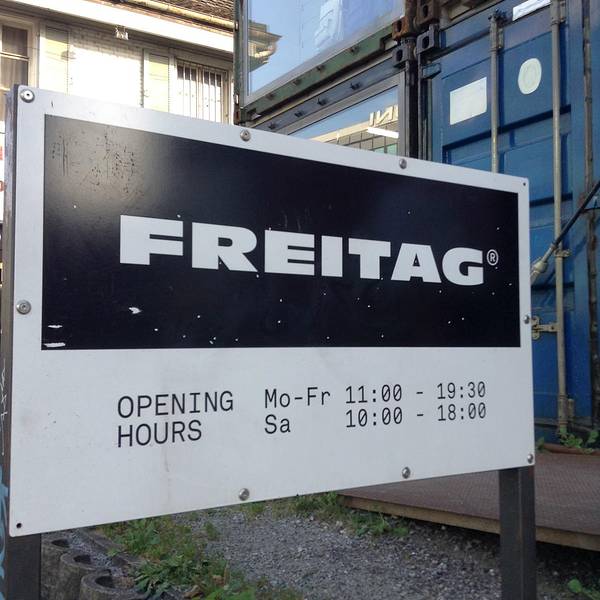 FREITAG®
OPENING HOURS Mo-Fr 11:00 - 19:30
Sa 10:00 - 18:00